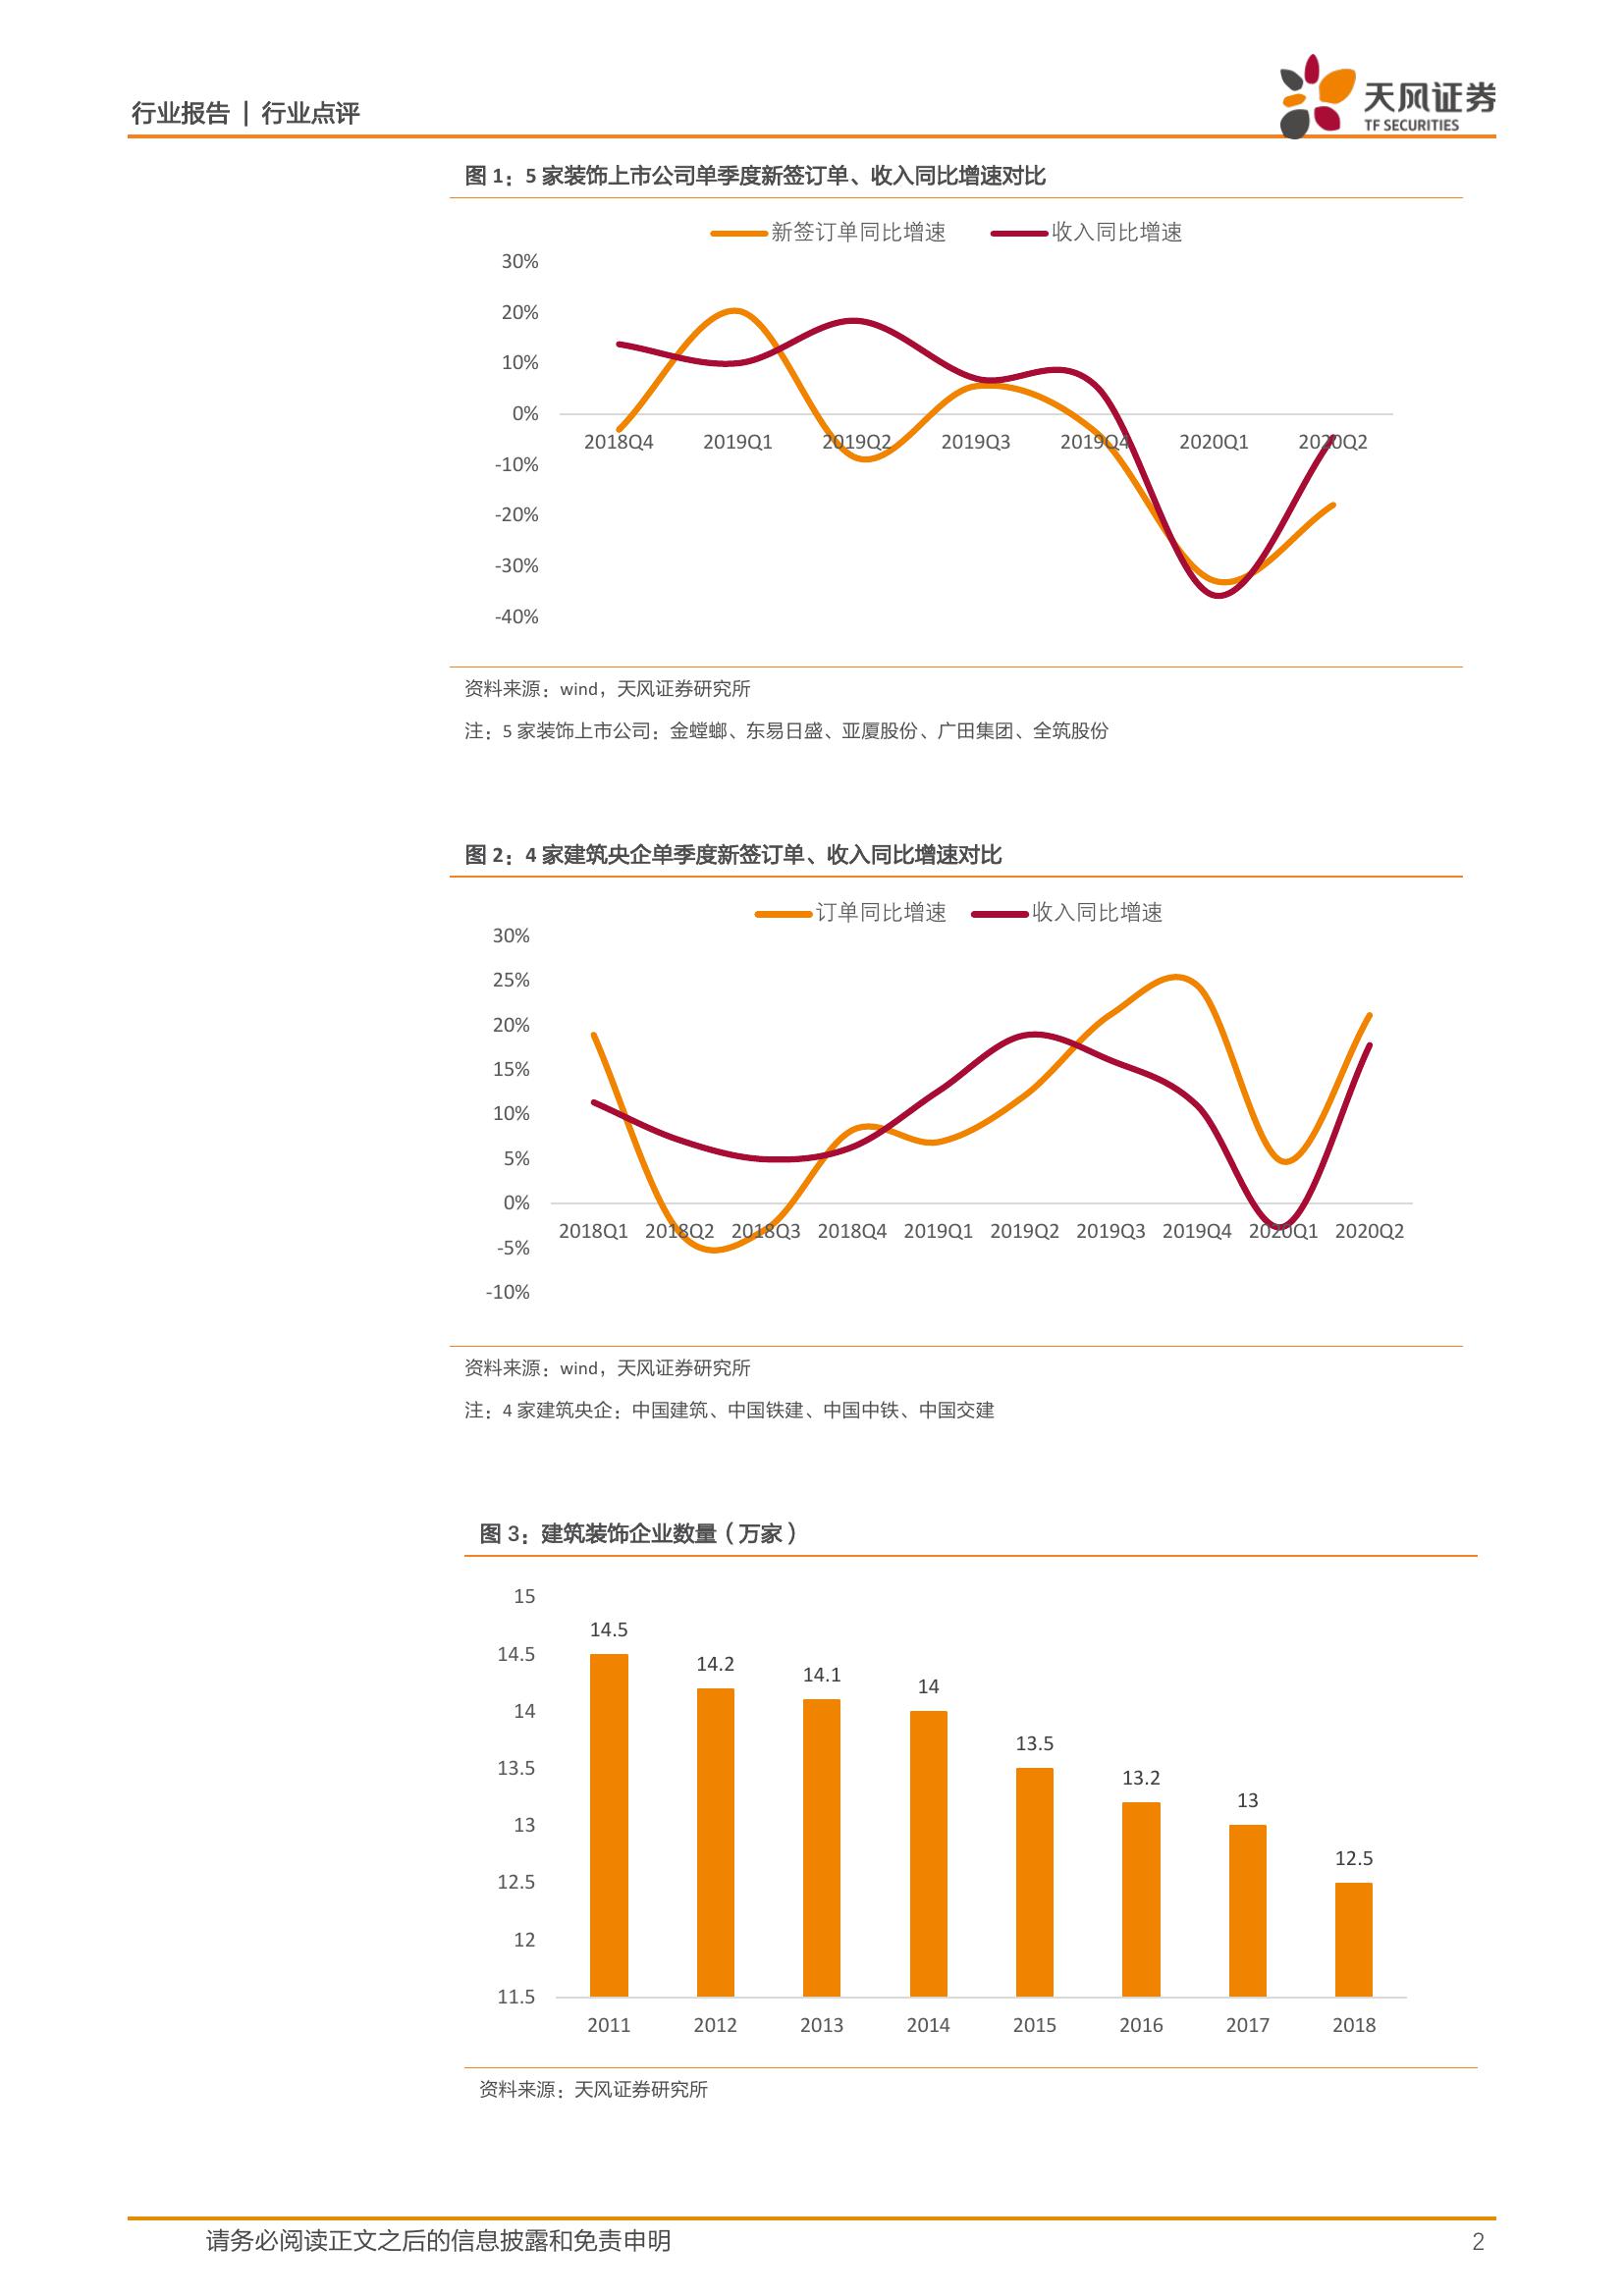 行业报告 | 行业点评
天风证券
TF SECURITIES
图 1：5 家装饰上市公司单季度新签订单、收入同比增速对比
新签订单同比增速 收入同比增速
30%
20%
10%
0%
-10%
-20%
-30%
-40%
2018Q4 2019Q1 2019Q2 2019Q3 2019Q4 2020Q1 2020Q2
资料来源：wind，天风证券研究所
注：5 家装饰上市公司：金螳螂、东易日盛、亚厦股份、广田集团、全筑股份
图 2：4 家建筑央企单季度新签订单、收入同比增速对比
订单同比增速 收入同比增速
30%
25%
20%
15%
10%
5%
0%
-5%
-10%
2018Q1 2018Q2 2018Q3 2018Q4 2019Q1 2019Q2 2019Q3 2019Q4 2020Q1 2020Q2
资料来源：wind，天风证券研究所
注：4 家建筑央企：中国建筑、中国铁建、中国中铁、中国交建
图 3：建筑装饰企业数量（万家）
15
14.5
14
13.5
13
12.5
12
11.5
14.5 14.2 14.1 14 13.5 13.2 13 12.5
2011 2012 2013 2014 2015 2016 2017 2018
资料来源：天风证券研究所
请务必阅读正文之后的信息披露和免责申明 2